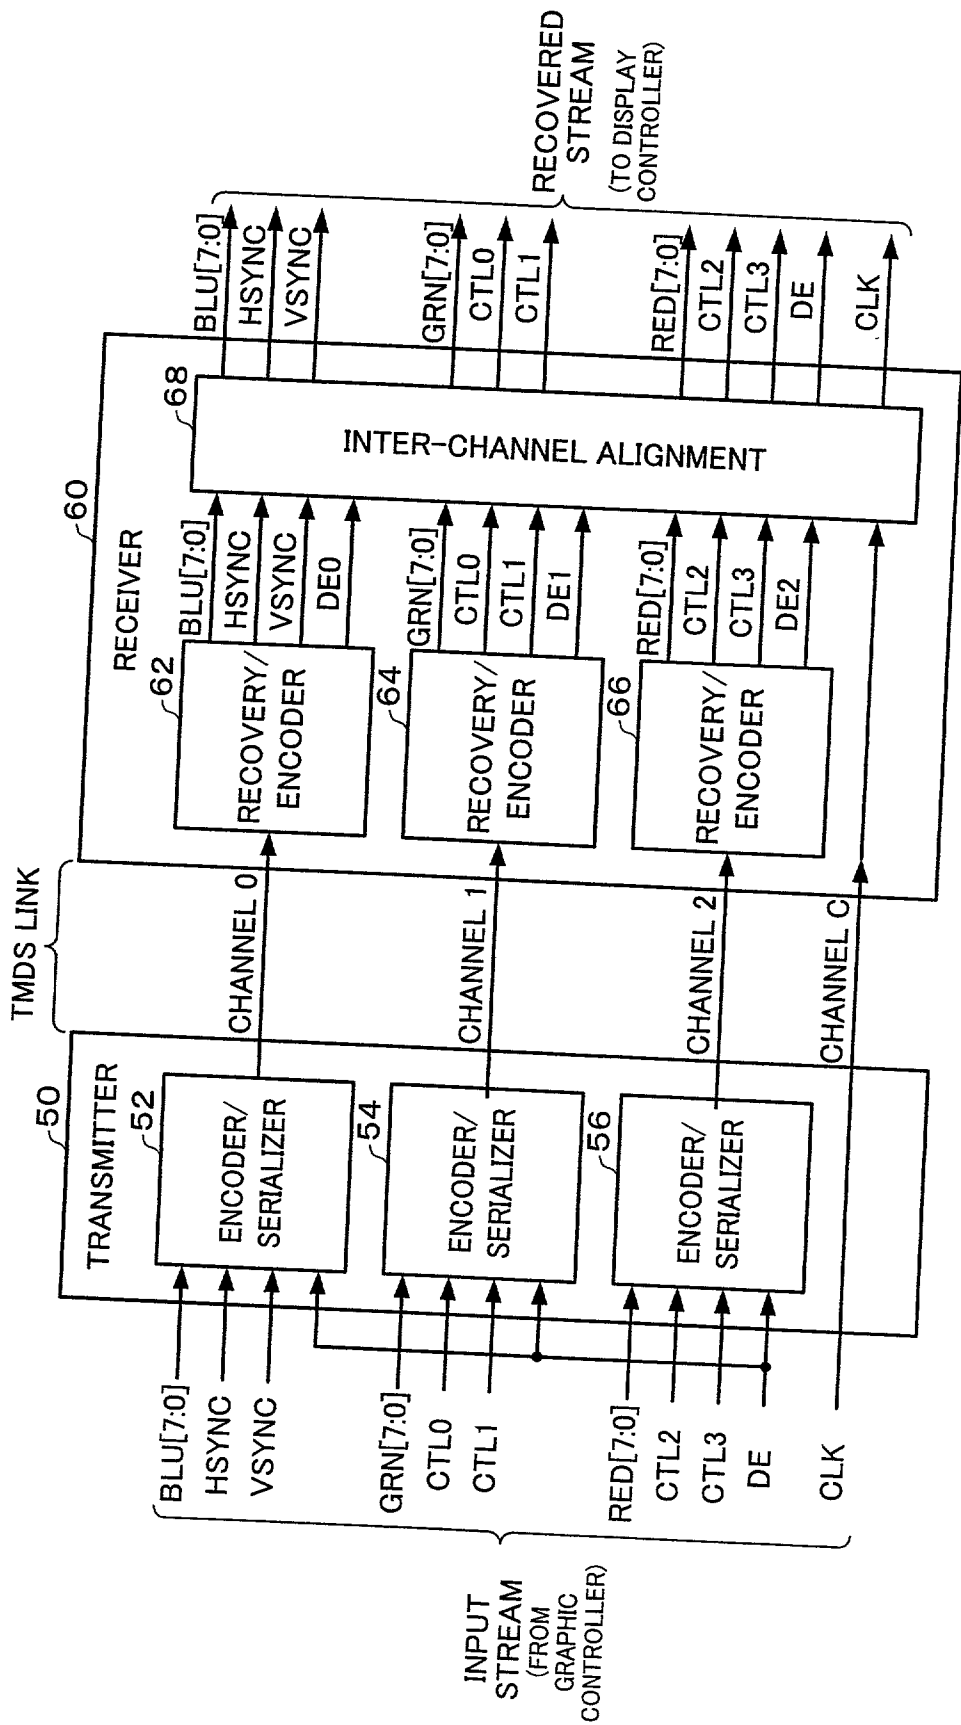 INPUT
STREAM
(FROM
GRAPHIC
CONTROLLER)
BLU[7:0]
HSYNC
VSYNC
GRN[7:0]
CTL0
CTL1
RED[7:0]
CTL2
CTL3
DE
CLK
50
TRANSMITTER
52
ENCODER/
SERIALIZER
54
ENCODER/
SERIALIZER
56
ENCODER/
SERIALIZER
TMDS LINK
CHANNEL 0
CHANNEL 1
CHANNEL 2
CHANNEL C
60
RECEIVER
62
RECOVERY/
ENCODER
64
RECOVERY/
ENCODER
66
RECOVERY/
ENCODER
BLU[7:0]
HSYNC
VSYNC
DE0
GRN[7:0]
CTL0
CTL1
DE1
RED[7:0]
CTL2
CTL3
DE2
68
INTER-CHANNEL ALIGNMENT
BLU[7:0]
HSYNC
VSYNC
GRN[7:0]
CTL0
CTL1
RED[7:0]
CTL2
CTL3
DE
CLK
RECOVERED
STREAM
(TO DISPLAY
CONTROLLER)